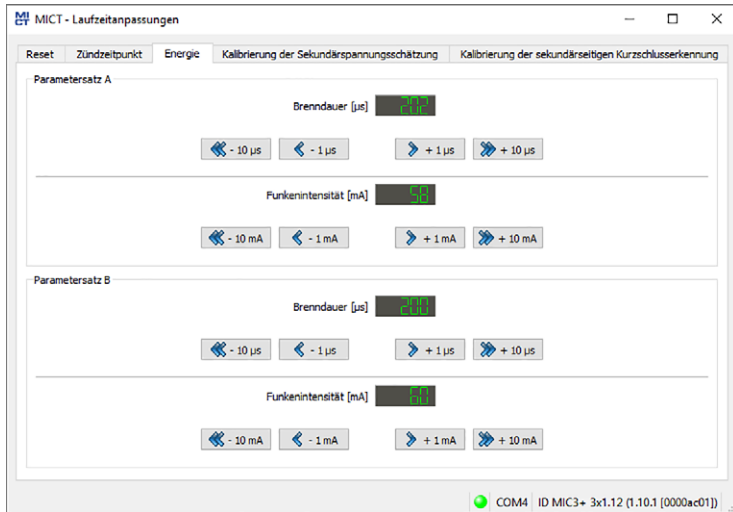 MICT MICT - Laufzeitanpassungen
Reset Zündzeitpunkt Energie Kalibrierung der Sekundärspannungsschätzung Kalibrierung der sekundärseitigen Kurzschlusserkennung
Parametersatz A
Brenndauer [µs] 202
- 10 µs - 1 µs + 1 µs + 10 µs
Funkenintensität [mA] 58
- 10 mA - 1 mA + 1 mA + 10 mA
Parametersatz B
Brenndauer [µs] 200
- 10 µs - 1 µs + 1 µs + 10 µs
Funkenintensität [mA] 60
- 10 mA - 1 mA + 1 mA + 10 mA
COM4 ID MIC3+ 3x1.12 (1.10.1 [0000ac01])